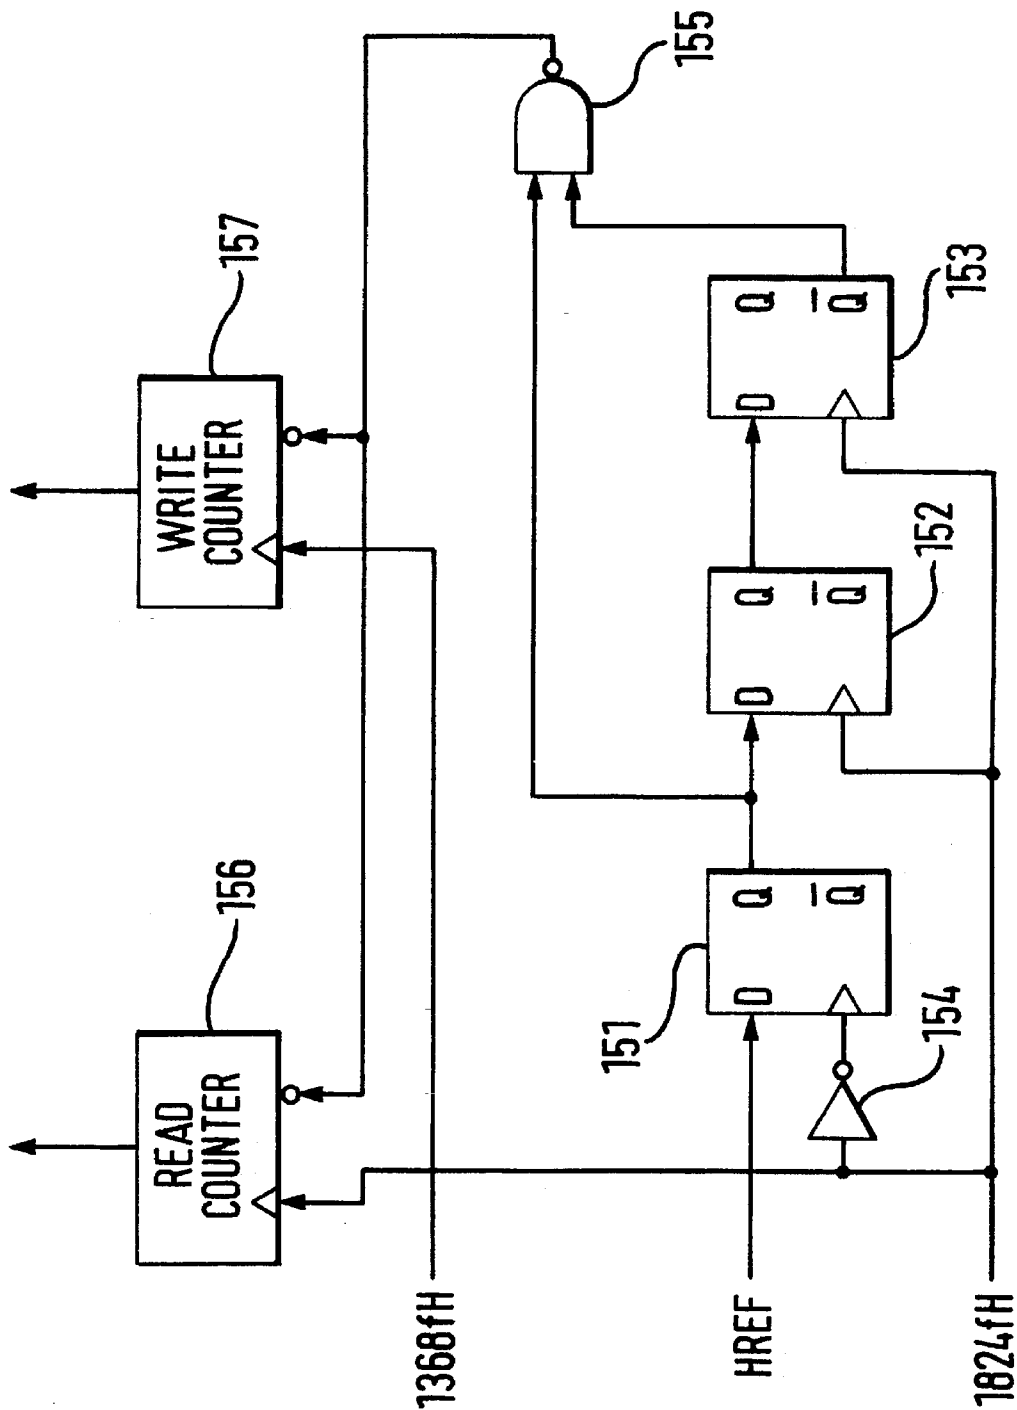 READ
COUNTER
156
WRITE
COUNTER
157
1368fH
155
151
HREF
D Q
Q̅
D Q
Q̅
D Q
Q̅
154
152
153
1824fH